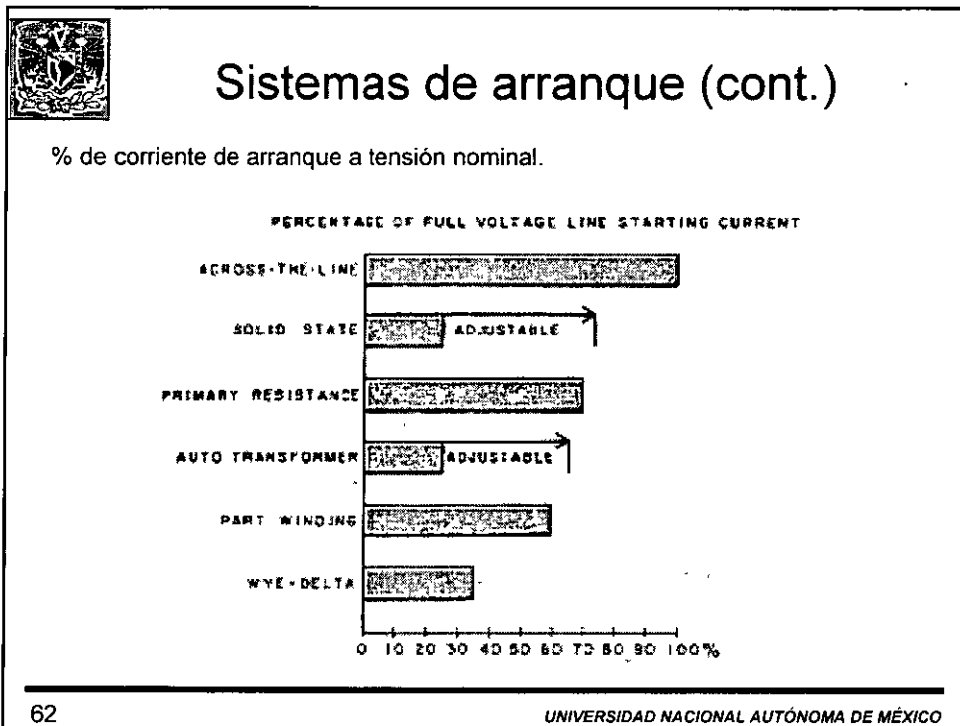 Sistemas de arranque (cont.)
% de corriente de arranque a tensión nominal.
PERCENTAGE OF FULL VOLTAGE LINE STARTING CURRENT
ACROSS-THE-LINE
SOLID STATE
ADJUSTABLE
PRIMARY RESISTANCE
AUTO TRANSFORMER
ADJUSTABLE
PART WINDING
WYE-DELTA
0 10 20 30 40 50 60 70 80 90 100%
62
UNIVERSIDAD NACIONAL AUTÓNOMA DE MÉXICO